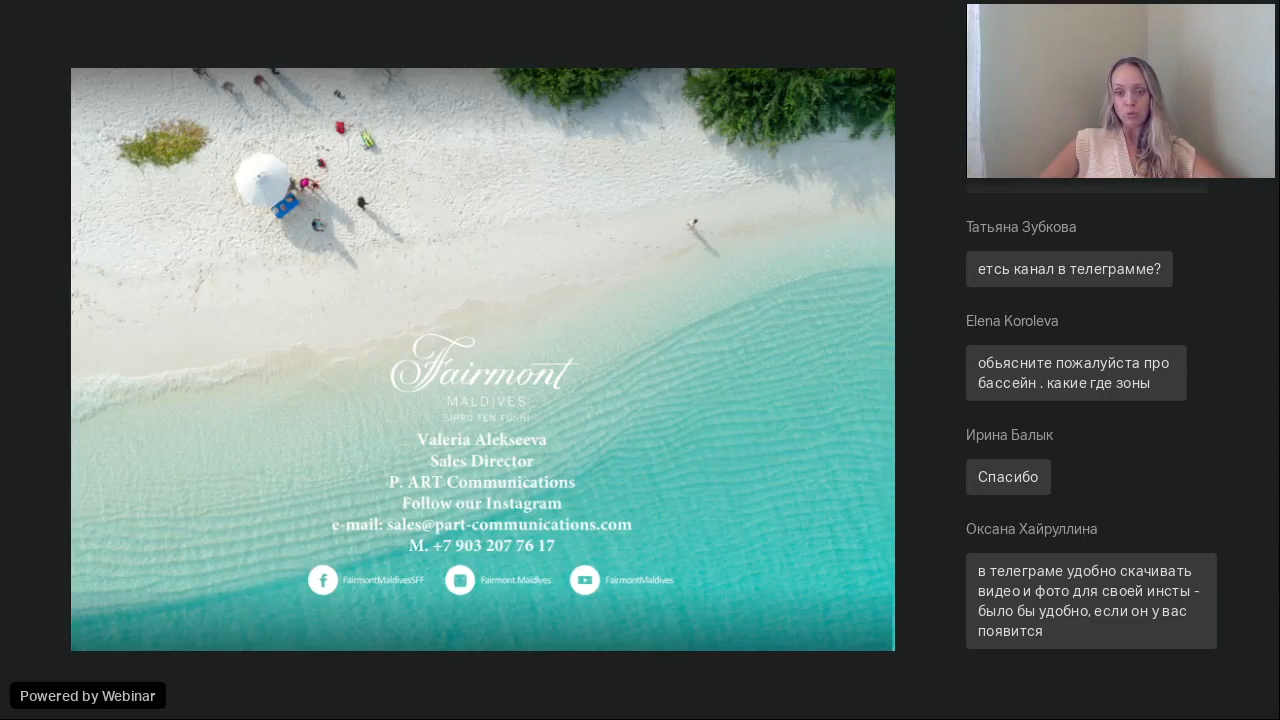 Fairmont
MALDIVES
SIRRU FEN FUSHI
Valeria Alekseeva
Sales Director
P. ART Communications
Follow our Instagram
e-mail: sales@part-communications.com
M. +7 903 207 76 17
FairmontMaldivesSFF
Fairmont.Maldives
FairmontMaldives
Татьяна Зубкова
етсь канал в телеграмме?
Elena Koroleva
обьясните пожалуйста про
бассейн . какие где зоны
Ирина Балык
Спасибо
Оксана Хайруллина
в телеграме удобно скачивать
видео и фото для своей инсты -
было бы удобно, если он у вас
появится
Powered by Webinar